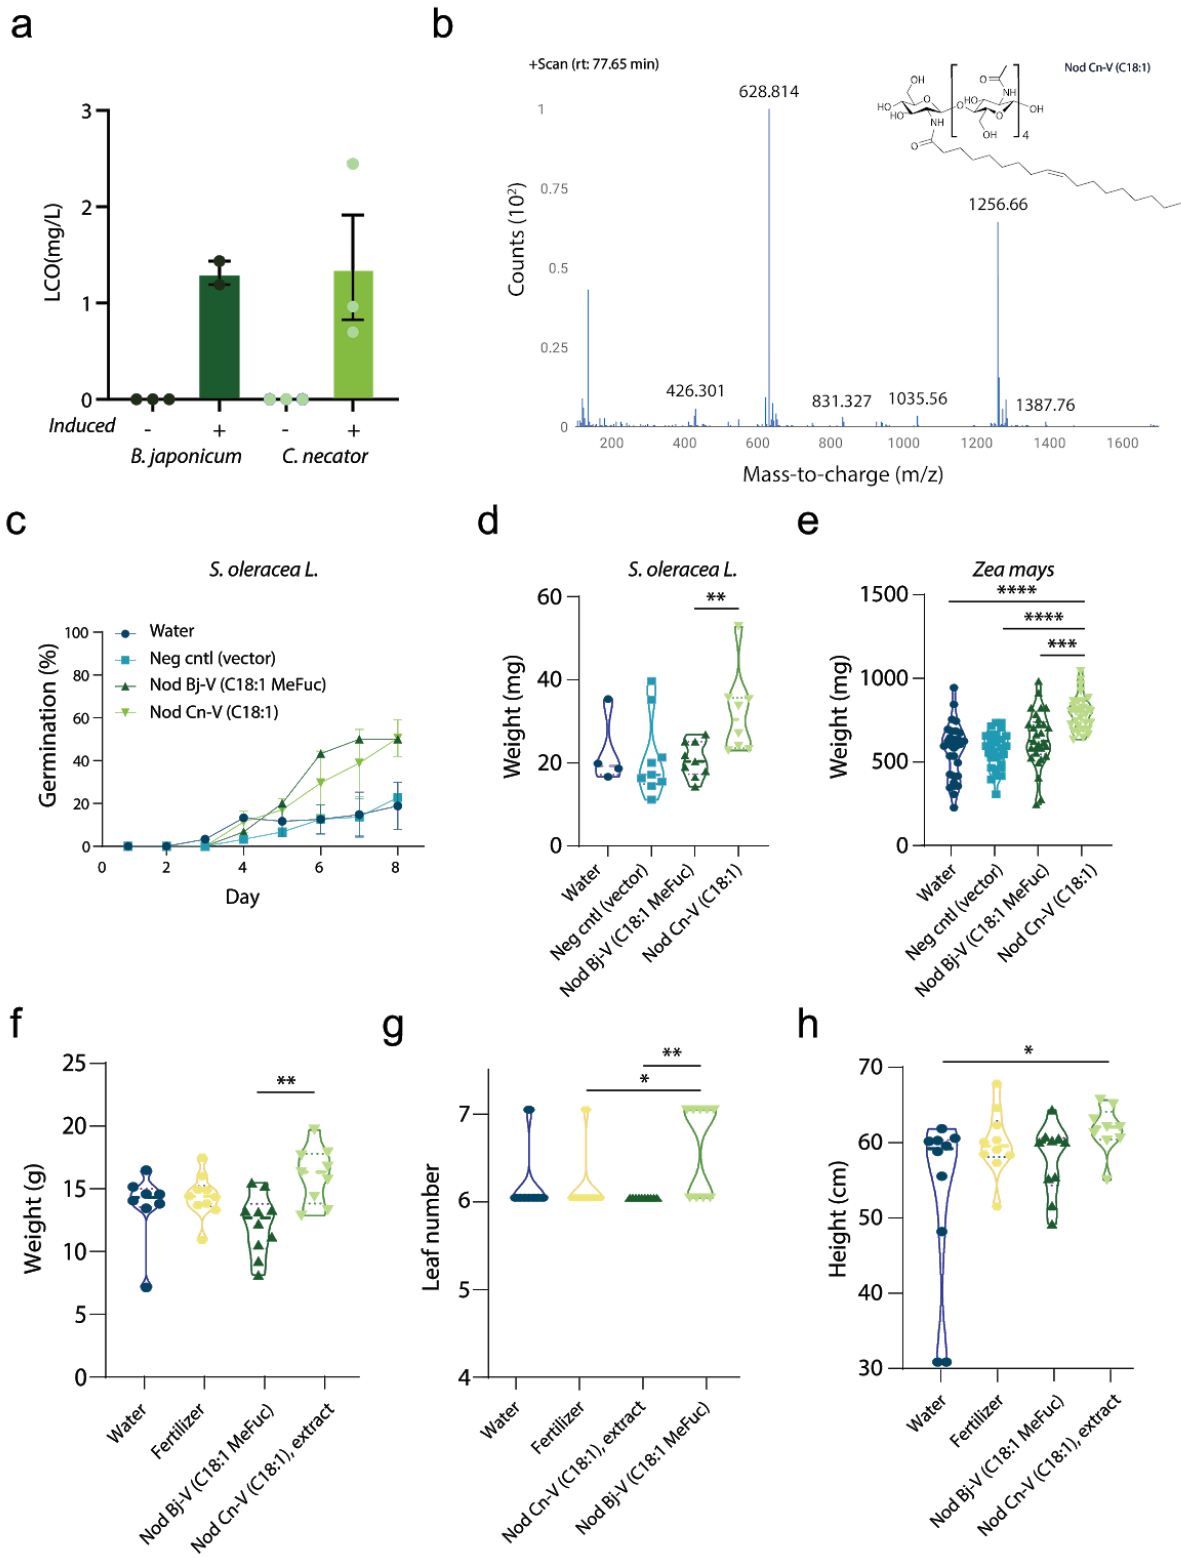 a
3
2
1
0
LCO(mg/L)
Induced
-
+
-
+
B. japonicum
C. necator
b
+Scan (rt: 77.65 min)
Nod Cn-V (C18:1)
628.814
1256.66
426.301
831.327
1035.56
1387.76
1
0.75
0.5
0.25
0
Counts (10²)
200
400
600
800
1000
1200
1400
1600
Mass-to-charge (m/z)
OH
O
HO
HO
NH
O
O
HO
O
NH
O
OH
OH
4
c
S. oleracea L.
100
80
60
40
20
0
Germination (%)
Water
Neg cntl (vector)
Nod Bj-V (C18:1 MeFuc)
Nod Cn-V (C18:1)
0
2
4
6
8
Day
d
S. oleracea L.
**
60
40
20
0
Weight (mg)
Water
Neg cntl (vector)
Nod Bj-V (C18:1 MeFuc)
Nod Cn-V (C18:1)
e
Zea mays
****
****
***
1500
1000
500
0
Weight (mg)
Water
Neg cntl (vector)
Nod Bj-V (C18:1 MeFuc)
Nod Cn-V (C18:1)
f
**
25
20
15
10
5
0
Weight (g)
Water
Fertilizer
Nod Bj-V (C18:1 MeFuc)
Nod Cn-V (C18:1), extract
g
**
*
7
6
5
4
Leaf number
Water
Fertilizer
Nod Cn-V (C18:1), extract
Nod Bj-V (C18:1 MeFuc)
h
*
70
60
50
40
30
Height (cm)
Water
Fertilizer
Nod Bj-V (C18:1 MeFuc)
Nod Cn-V (C18:1), extract